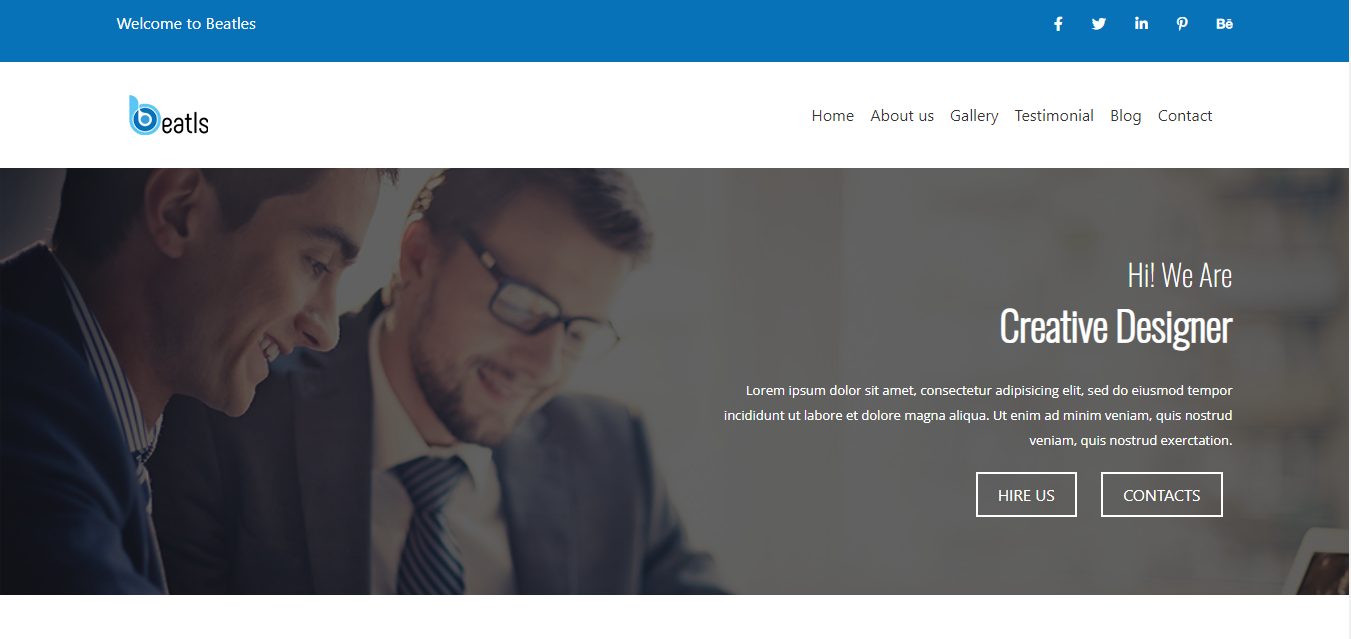 Welcome to Beatles
beatls
Home About us Gallery Testimonial Blog Contact
Hi! We Are
Creative Designer
Lorem ipsum dolor sit amet, consectetur adipisicing elit, sed do eiusmod tempor
incididunt ut labore et dolore magna aliqua. Ut enim ad minim veniam, quis nostrud
veniam, quis nostrud exerctation.
HIRE US CONTACTS